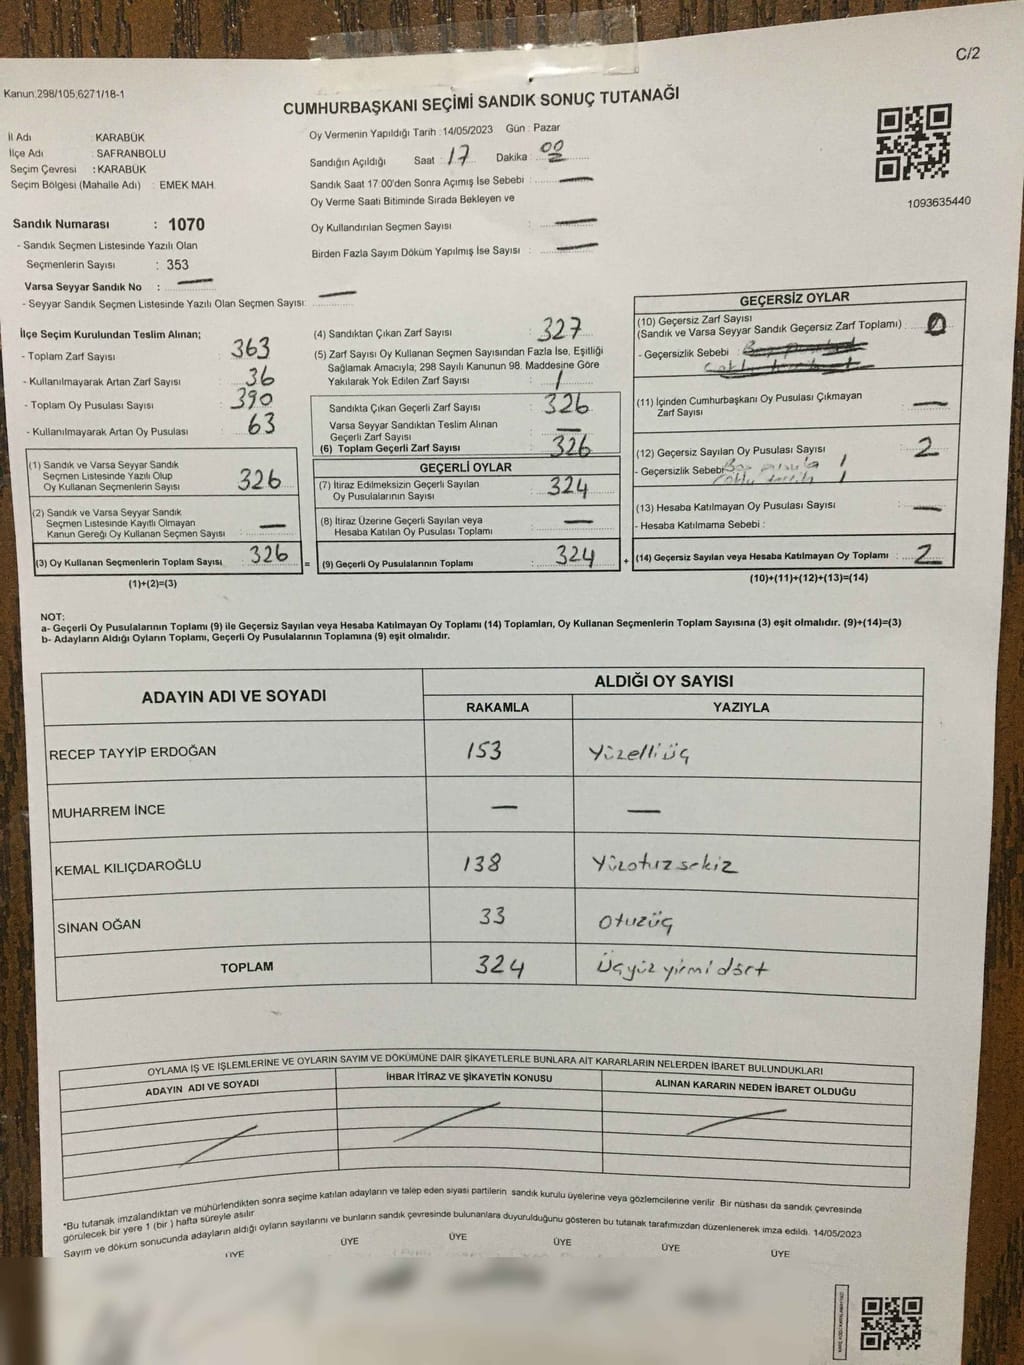 C/2
Kanun:298/105;6271/18-1
CUMHURBAŞKANI SEÇİMİ SANDIK SONUÇ TUTANAĞI
İl Adı : KARABÜK
İlçe Adı : SAFRANBOLU
Seçim Çevresi : KARABÜK
Seçim Bölgesi (Mahalle Adı) : EMEK MAH.
Oy Vermenin Yapıldığı Tarih :14/05/2023 Gün : Pazar
Sandığın Açıldığı Saat : 17 Dakika : 00
Sandık Saat 17:00'den Sonra Açımış İse Sebebi : —
Oy Verme Saati Bitiminde Sırada Bekleyen ve
Oy Kullandırılan Seçmen Sayısı : —
Birden Fazla Sayım Döküm Yapılmış İse Sayısı : —
1093635440
Sandık Numarası : 1070
- Sandık Seçmen Listesinde Yazılı Olan
Seçmenlerin Sayısı : 353
Varsa Seyyar Sandık No : —
- Seyyar Sandık Seçmen Listesinde Yazılı Olan Seçmen Sayısı: —
İlçe Seçim Kurulundan Teslim Alınan;
- Toplam Zarf Sayısı : 363
- Kullanılmayarak Artan Zarf Sayısı : 36
- Toplam Oy Pusulası Sayısı : 390
- Kullanılmayarak Artan Oy Pusulası : 63
(1) Sandık ve Varsa Seyyar Sandık
Seçmen Listesinde Yazılı Olup
Oy Kullanan Seçmenlerin Sayısı : 326
(2) Sandık ve Varsa Seyyar Sandık
Seçmen Listesinde Kayıtlı Olmayan
Kanun Gereği Oy Kullanan Seçmen Sayısı : —
(3) Oy Kullanan Seçmenlerin Toplam Sayısı : 326
(1)+(2)=(3)
(4) Sandıktan Çıkan Zarf Sayısı : 327
(5) Zarf Sayısı Oy Kullanan Seçmen Sayısından Fazla İse, Eşitliği
Sağlamak Amacıyla; 298 Sayılı Kanunun 98. Maddesine Göre
Yakılarak Yok Edilen Zarf Sayısı : 1
Sandıkta Çıkan Geçerli Zarf Sayısı : 326
Varsa Seyyar Sandıktan Teslim Alınan
Geçerli Zarf Sayısı : —
(6) Toplam Geçerli Zarf Sayısı : 326
GEÇERLİ OYLAR
(7) İtiraz Edilmeksizin Geçerli Sayılan
Oy Pusulalarının Sayısı : 324
(8) İtiraz Üzerine Geçerli Sayılan veya
Hesaba Katılan Oy Pusulası Toplamı : —
= (9) Geçerli Oy Pusulalarının Toplamı : 324 +
GEÇERSİZ OYLAR
(10) Geçersiz Zarf Sayısı
(Sandık ve Varsa Seyyar Sandık Geçersiz Zarf Toplamı) : 0
- Geçersizlik Sebebi :
(11) İçinden Cumhurbaşkanı Oy Pusulası Çıkmayan
Zarf Sayısı : —
(12) Geçersiz Sayılan Oy Pusulası Sayısı : 2
- Geçersizlik Sebebi: Boş pusula 1
1
(13) Hesaba Katılmayan Oy Pusulası Sayısı : —
- Hesaba Katılmama Sebebi :
(14) Geçersiz Sayılan veya Hesaba Katılmayan Oy Toplamı : 2
(10)+(11)+(12)+(13)=(14)
NOT:
a- Geçerli Oy Pusulalarının Toplamı (9) ile Geçersiz Sayılan veya Hesaba Katılmayan Oy Toplamı (14) Toplamları, Oy Kullanan Seçmenlerin Toplam Sayısına (3) eşit olmalıdır. (9)+(14)=(3)
b- Adayların Aldığı Oyların Toplamı, Geçerli Oy Pusulalarının Toplamına (9) eşit olmalıdır.
ADAYIN ADI VE SOYADI ALDIĞI OY SAYISI
RAKAMLA YAZIYLA
RECEP TAYYİP ERDOĞAN 153 Yüzelliüç
MUHARREM İNCE — —
KEMAL KILIÇDAROĞLU 138 Yüzotuzsekiz
SİNAN OĞAN 33 Otuzüç
TOPLAM 324 Üçyüz yirmi dört
OYLAMA İŞ VE İŞLEMLERİNE VE OYLARIN SAYIM VE DÖKÜMÜNE DAİR ŞİKAYETLERLE BUNLARA AİT KARARLARIN NELERDEN İBARET BULUNDUKLARI
ADAYIN ADI VE SOYADI İHBAR İTİRAZ VE ŞİKAYETİN KONUSU ALINAN KARARIN NEDEN İBARET OLDUĞU
*Bu tutanak imzalandıktan ve mühürlendikten sonra seçime katılan adayların ve talep eden siyasi partilerin sandık kurulu üyelerine veya gözlemcilerine verilir Bir nüshası da sandık çevresinde
görülecek bir yere 1 (bir ) hafta süreyle asılır
Sayım ve döküm sonucunda adayların aldığı oyların sayılarını ve bunların sandık çevresinde bulunanlara duyurulduğunu gösteren bu tutanak tarafımızdan düzenlenerek imza edildi. 14/05/2023
ÜYE ÜYE ÜYE ÜYE ÜYE ÜYE